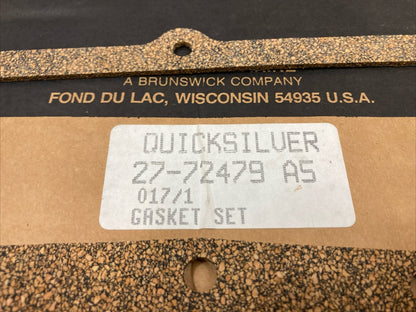 A BRUNSWICK COMPANY
FOND DU LAC, WISCONSIN 54935 U.S.A.
QUICKSILVER
27-72479 A5
017/1
GASKET SET